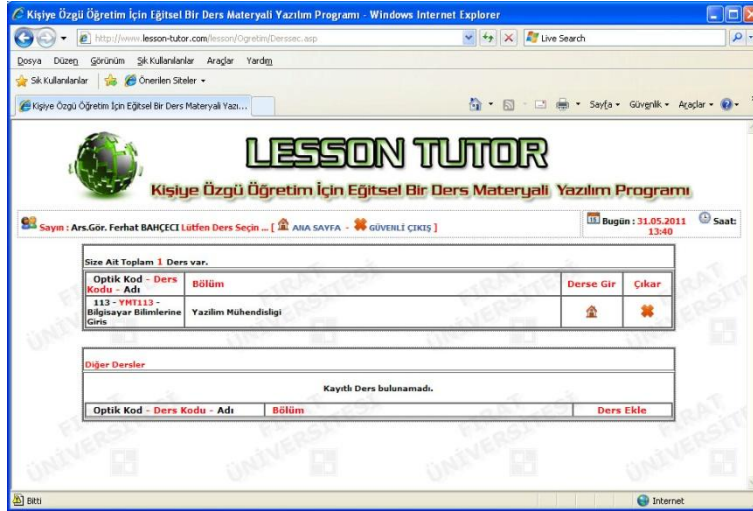 Kişiye Özgü Öğretim İçin Eğitsel Bir Ders Materyali Yazılım Programı - Windows Internet Explorer
http://www.lesson-tutor.com/lesson/Ogretim/Derssec.asp
Live Search
Dosya Düzen Görünüm Sık Kullanılanlar Araçlar Yardım
Sık Kullanılanlar Önerilen Siteler
Kişiye Özgü Öğretim İçin Eğitsel Bir Ders Materyali Yazı...
Sayfa Güvenlik Araçlar
LESSON TUTOR
Kişiye Özgü Öğretim İçin Eğitsel Bir Ders Materyali Yazılım Programı
Sayın : Ars.Gör. Ferhat BAHÇECI Lütfen Ders Seçin ... [ ANA SAYFA - GÜVENLİ ÇIKIŞ ]
Bugün : 31.05.2011 Saat:
13:40
Size Ait Toplam 1 Ders var.
Optik Kod - Ders Kodu - Adı Bölüm Derse Gir Çıkar
113 - YMT113 -
Bilgisayar Bilimlerine Yazilim Mühendisligi
Giris
Diğer Dersler
Kayıtlı Ders bulunamadı.
Optik Kod - Ders Kodu - Adı Bölüm Ders Ekle
FIRAT ÜNİVERSİTESİ
Bitti Internet